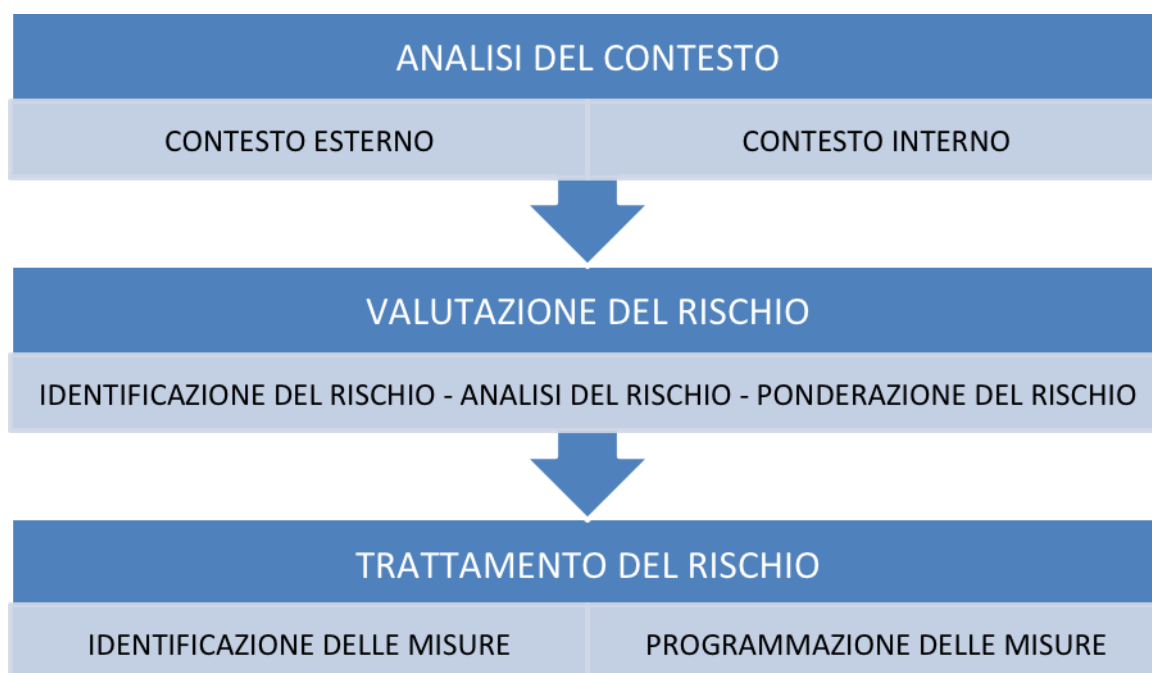 ANALISI DEL CONTESTO
CONTESTO ESTERNO
CONTESTO INTERNO
VALUTAZIONE DEL RISCHIO
IDENTIFICAZIONE DEL RISCHIO - ANALISI DEL RISCHIO - PONDERAZIONE DEL RISCHIO
TRATTAMENTO DEL RISCHIO
IDENTIFICAZIONE DELLE MISURE
PROGRAMMAZIONE DELLE MISURE